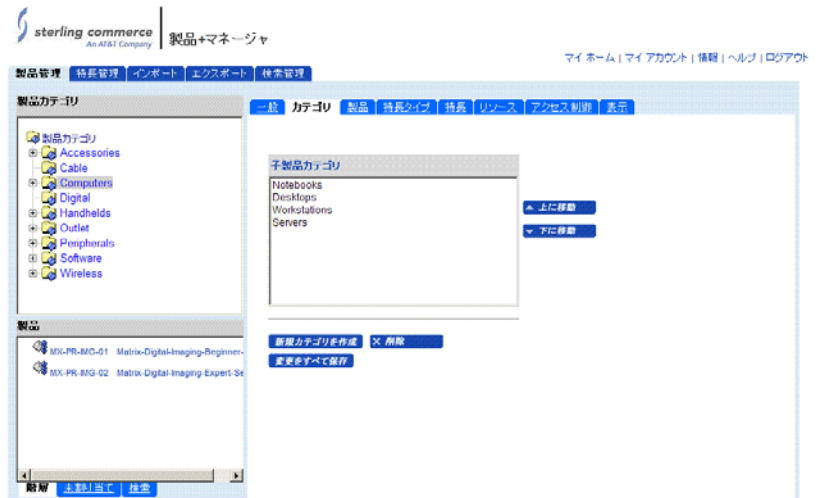 sterling commerce
An AT&T Company
製品+マネージャ
マイ ホーム | マイ アカウント | 情報 | ヘルプ | ログアウト
製品管理 特長管理 インポート エクスポート 検索管理
製品カテゴリ
一般 カテゴリ 製品 特長タイプ 特長 リソース アクセス制御 表示
製品カテゴリ
Accessories
Cable
Computers
Digital
Handhelds
Outlet
Peripherals
Software
Wireless
子製品カテゴリ
Notebooks
Desktops
Workstations
Servers
上に移動
下に移動
新規カテゴリを作成 削除
変更をすべて保存
製品
MX-PR-IMG-01 Matrix-Digital-Imaging-Beginner-
MX-PR-IMG-02 Matrix-Digital-Imaging-Expert-Se
階層 未割り当て 検索